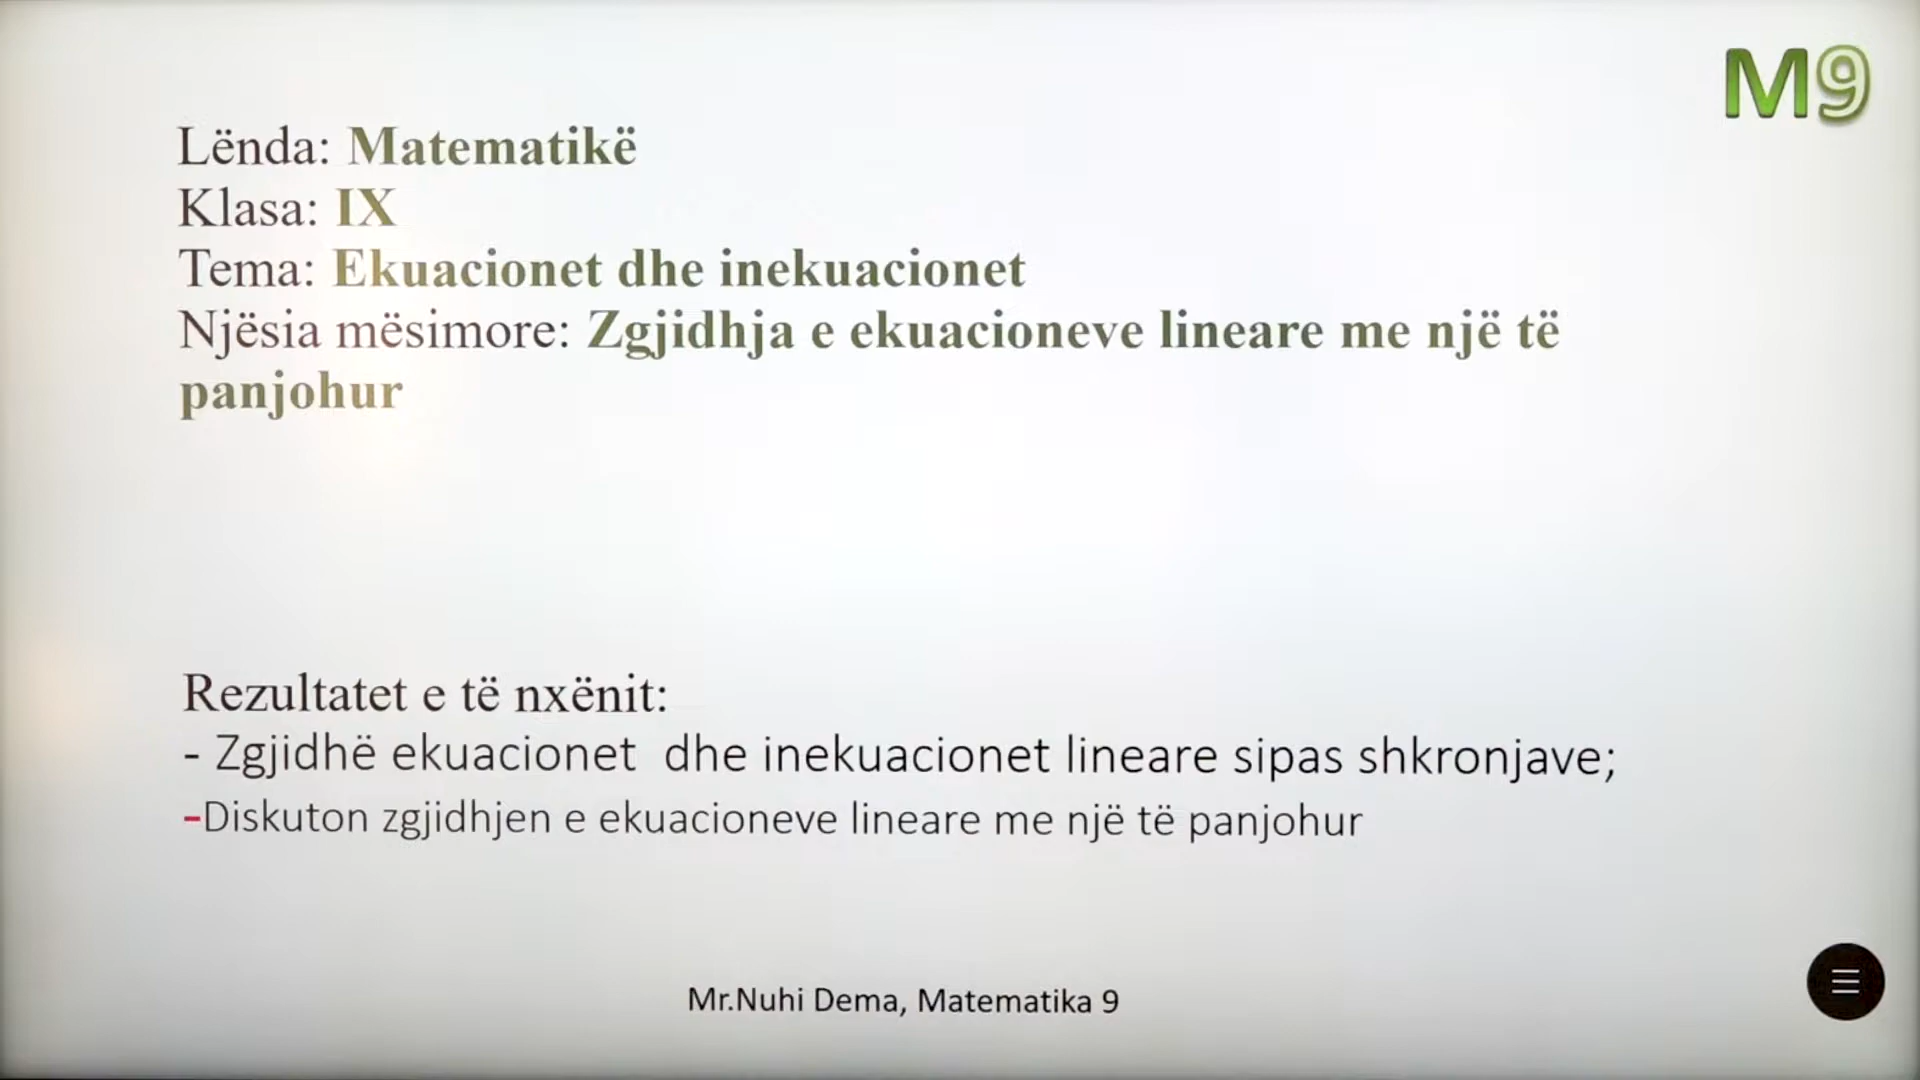 M9
Lënda: Matematikë
Klasa: IX
Tema: Ekuacionet dhe inekuacionet
Njësia mësimore: Zgjidhja e ekuacioneve lineare me një të
panjohur
Rezultatet e të nxënit:
- Zgjidhë ekuacionet  dhe inekuacionet lineare sipas shkronjave;
-Diskuton zgjidhjen e ekuacioneve lineare me një të panjohur
Mr.Nuhi Dema, Matematika 9